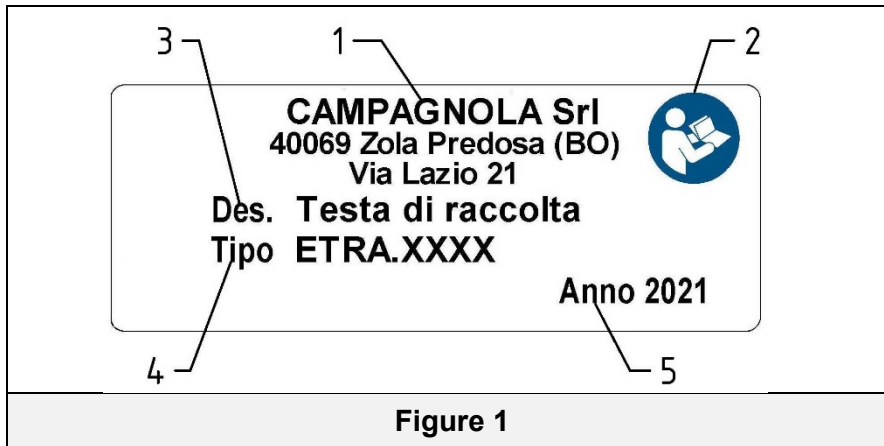 3 1 2
CAMPAGNOLA Srl
40069 Zola Predosa (BO)
Via Lazio 21
Des. Testa di raccolta
Tipo ETRA.XXXX
Anno 2021
4 5
Figure 1